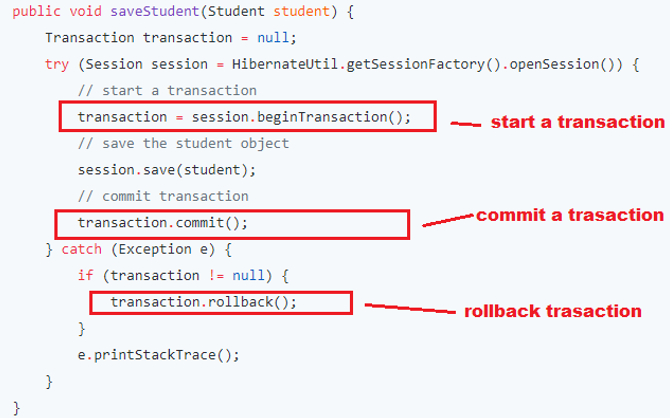 public void saveStudent(Student student) {
Transaction transaction = null;
try (Session session = HibernateUtil.getSessionFactory().openSession()) {
// start a transaction
transaction = session.beginTransaction();
start a transaction
// save the student object
session.save(student);
// commit transaction
transaction.commit();
commit a trasaction
} catch (Exception e) {
if (transaction != null) {
transaction.rollback();
rollback trasaction
}
e.printStackTrace();
}
}